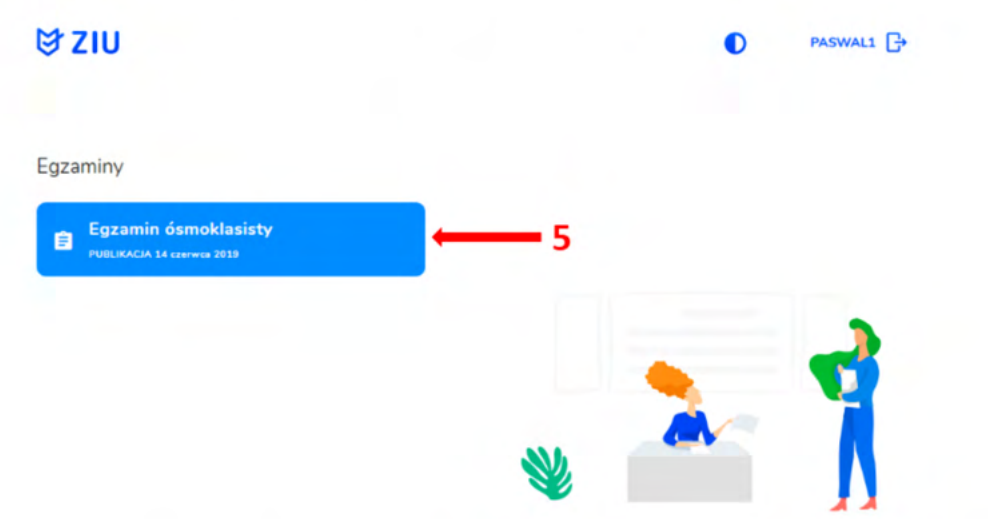 ZIU
PASWAL1
Egzaminy
Egzamin ósmoklasisty
PUBLIKACJA 14 czerwca 2019
5